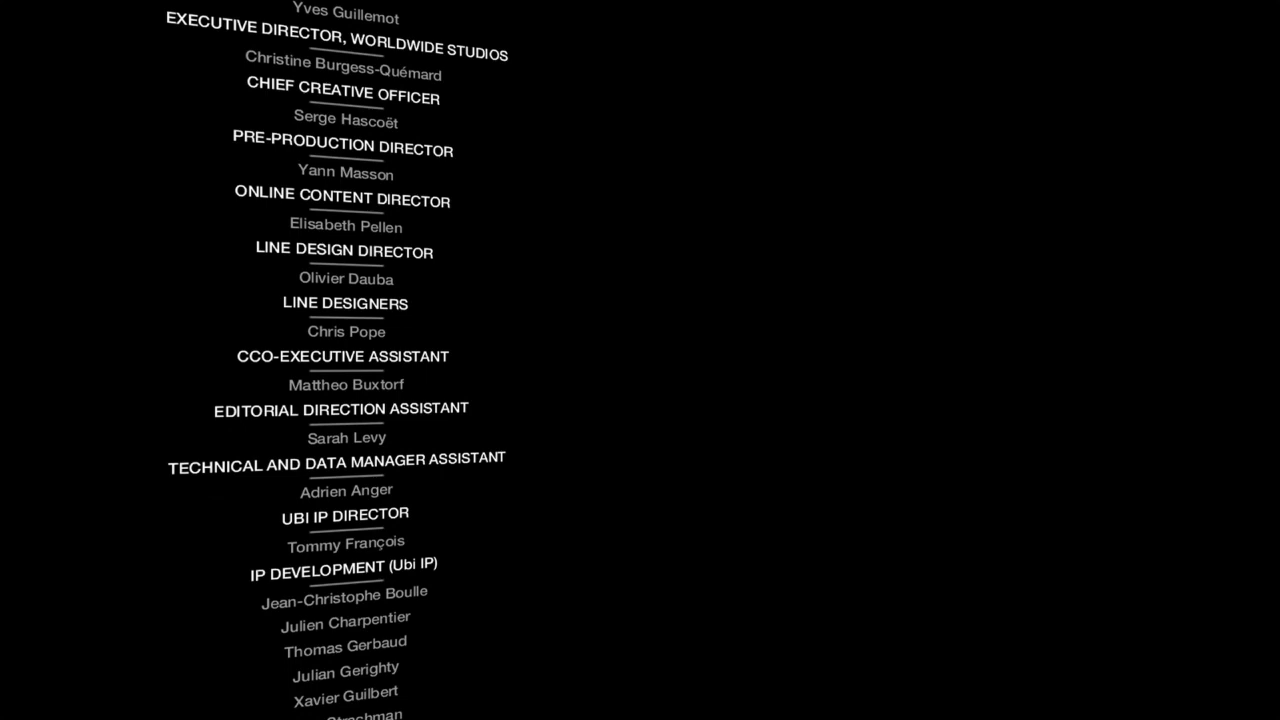 Yves Guillemot
EXECUTIVE DIRECTOR, WORLDWIDE STUDIOS
Christine Burgess-Quémard
CHIEF CREATIVE OFFICER
Serge Hascoët
PRE-PRODUCTION DIRECTOR
Yann Masson
ONLINE CONTENT DIRECTOR
Elisabeth Pellen
LINE DESIGN DIRECTOR
Olivier Dauba
LINE DESIGNERS
Chris Pope
CCO-EXECUTIVE ASSISTANT
Mattheo Buxtorf
EDITORIAL DIRECTION ASSISTANT
Sarah Levy
TECHNICAL AND DATA MANAGER ASSISTANT
Adrien Anger
UBI IP DIRECTOR
Tommy François
IP DEVELOPMENT (Ubi IP)
Jean-Christophe Boulle
Julien Charpentier
Thomas Gerbaud
Julian Gerighty
Xavier Guilbert